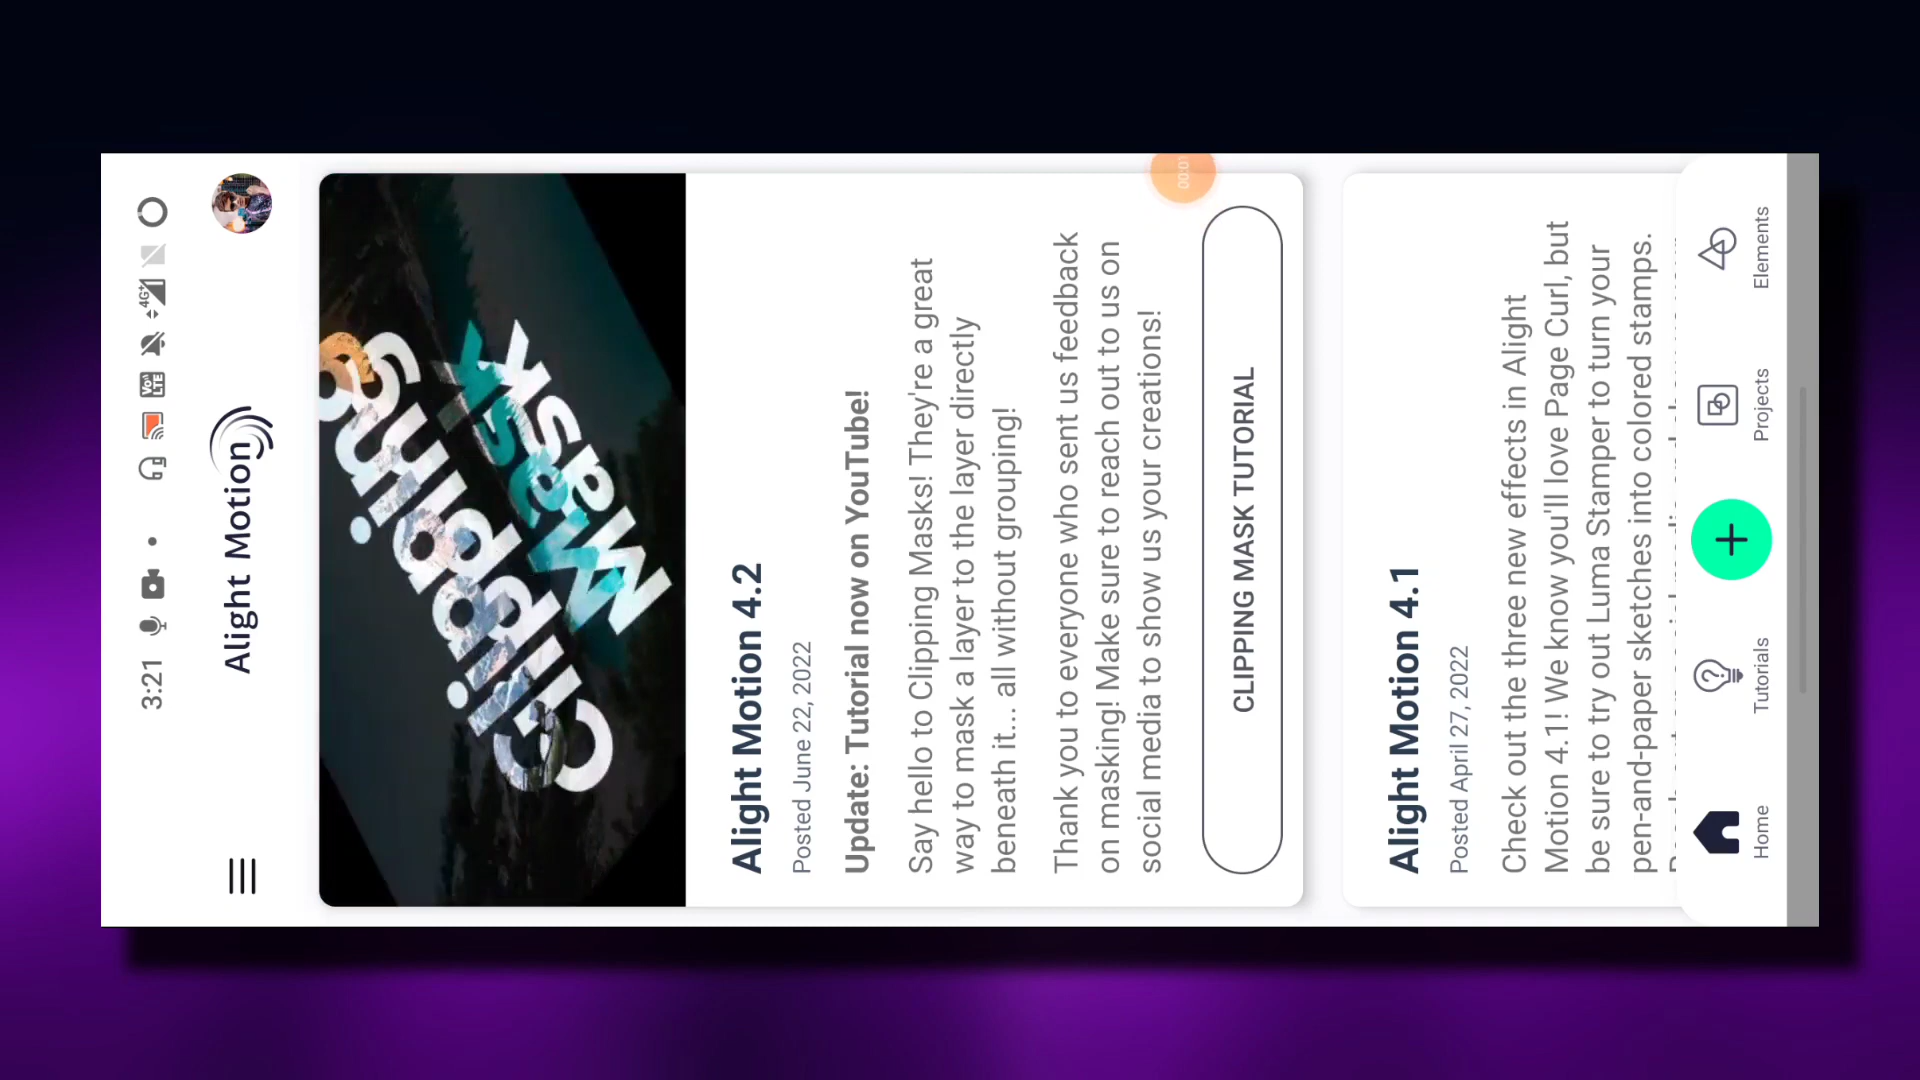 3:21
4G+
Vo))
LTE
Alight Motion
Clipping
Mask
00:01
Alight Motion 4.2
Posted June 22, 2022
Update: Tutorial now on YouTube!
Say hello to Clipping Masks! They're a great
way to mask a layer to the layer directly
beneath it... all without grouping!
Thank you to everyone who sent us feedback
on masking! Make sure to reach out to us on
social media to show us your creations!
CLIPPING MASK TUTORIAL
Alight Motion 4.1
Posted April 27, 2022
Check out the three new effects in Alight
Motion 4.1! We know you'll love Page Curl, but
be sure to try out Luma Stamper to turn your
pen-and-paper sketches into colored stamps.
Home
Tutorials
Projects
Elements